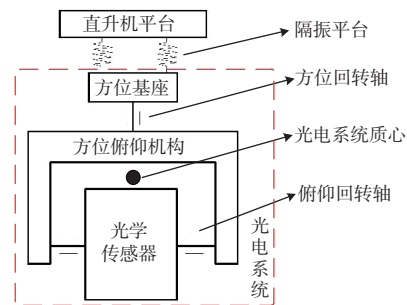 直升机平台
隔振平台
方位基座
方位回转轴
方位俯仰机构
光电系统质心
俯仰回转轴
光学
传感器
光
电
系
统